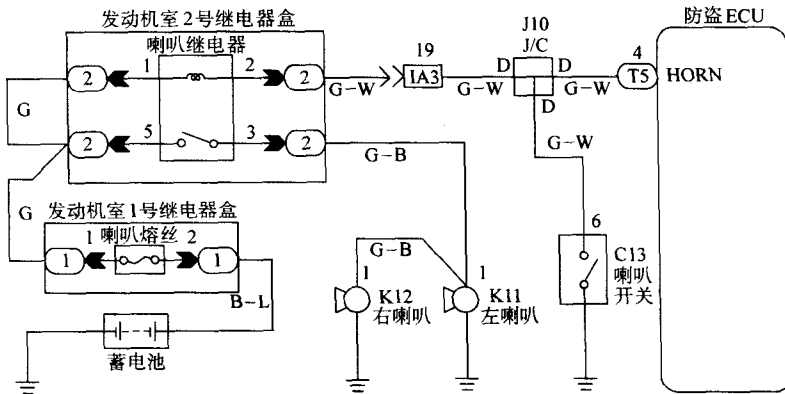 发动机室2号继电器盒
喇叭继电器
2 1 2 2
G-W
19
IA3
G-W
J10
J/C
D D
D
G-W
4
T5
HORN
防盗ECU
G
2 5 3 2
G-B
G-W
G
发动机室1号继电器盒
喇叭熔丝
1 1 2 1
B-L
蓄电池
G-B
1
K12
右喇叭
1
K11
左喇叭
6
C13
喇叭
开关